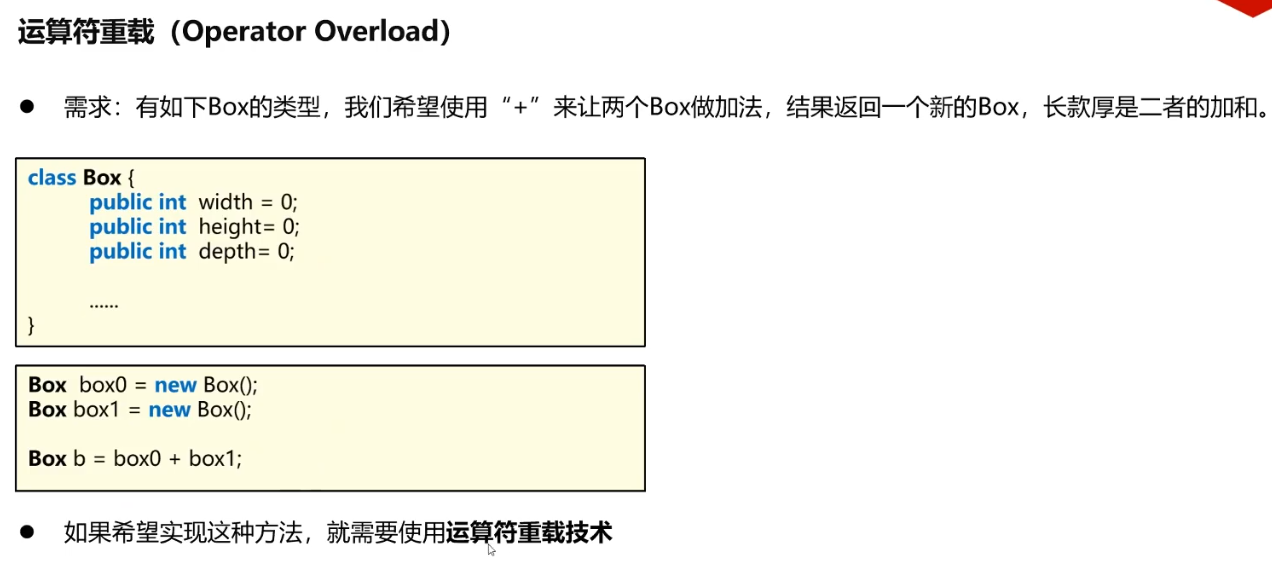 运算符重载（Operator Overload）
● 需求：有如下Box的类型，我们希望使用“+”来让两个Box做加法，结果返回一个新的Box，长款厚是二者的加和。
class Box {
public int width = 0;
public int height= 0;
public int depth= 0;
......
}
Box box0 = new Box();
Box box1 = new Box();
Box b = box0 + box1;
● 如果希望实现这种方法，就需要使用运算符重载技术